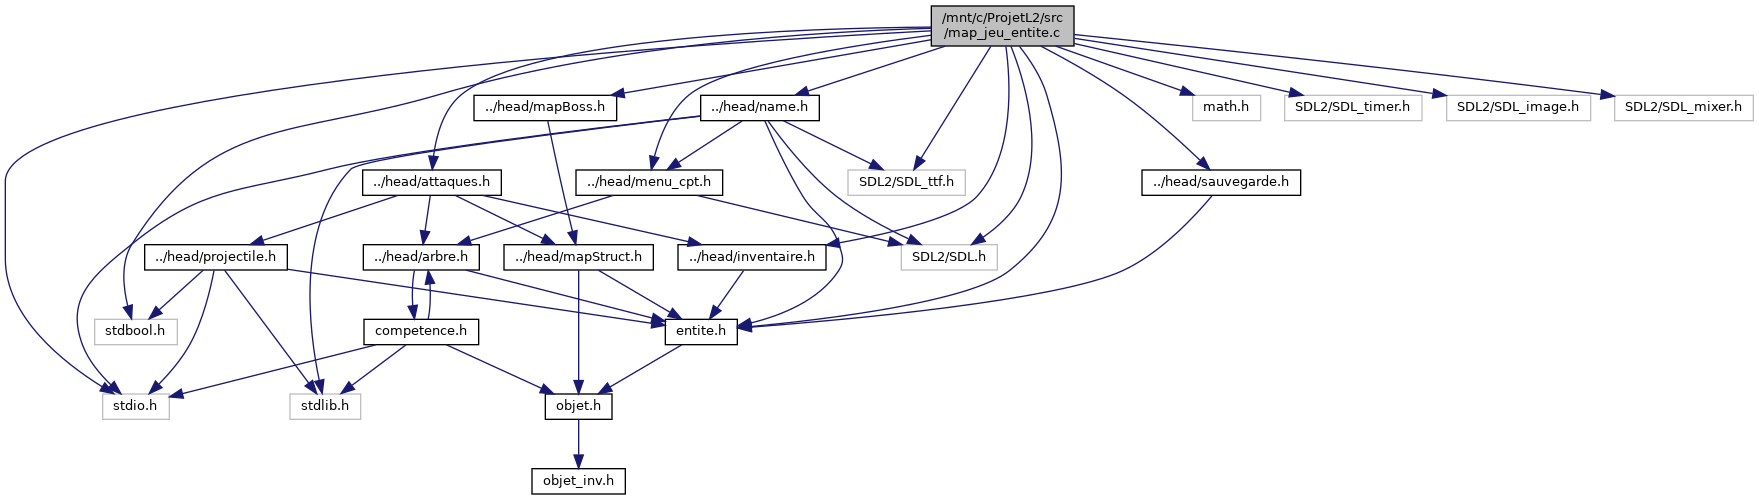 /mnt/c/ProjetL2/src
/map_jeu_entite.c
../head/mapBoss.h
../head/name.h
math.h
SDL2/SDL_timer.h
SDL2/SDL_image.h
SDL2/SDL_mixer.h
../head/attaques.h
../head/menu_cpt.h
SDL2/SDL_ttf.h
../head/sauvegarde.h
../head/projectile.h
../head/arbre.h
../head/mapStruct.h
../head/inventaire.h
SDL2/SDL.h
stdbool.h
competence.h
entite.h
stdio.h
stdlib.h
objet.h
objet_inv.h